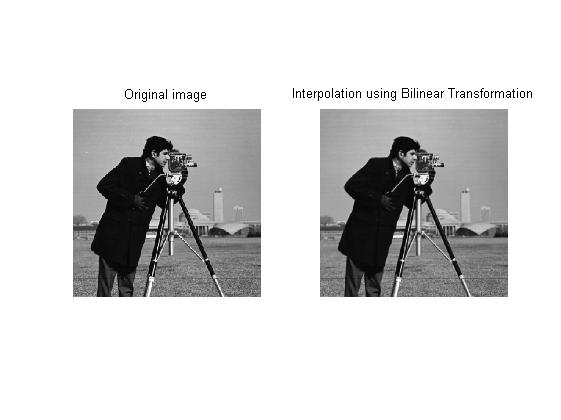 Original image
Interpolation using Bilinear Transformation